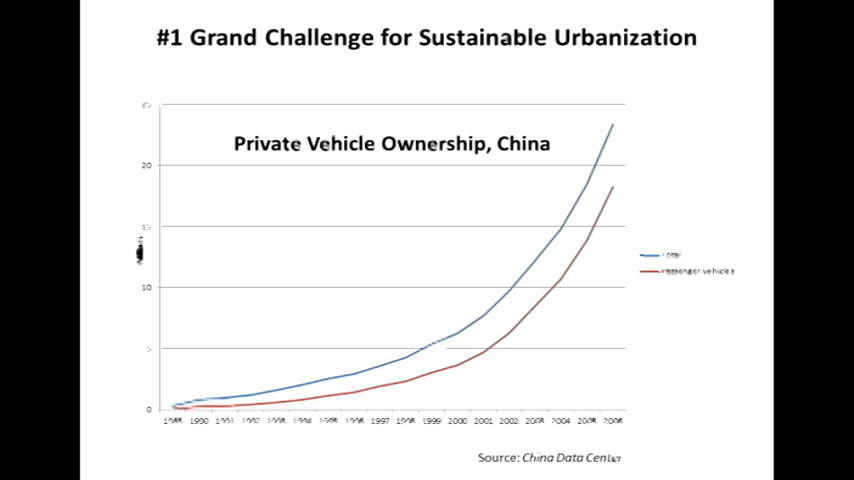 #1 Grand Challenge for Sustainable Urbanization
Private Vehicle Ownership, China
20
15
10
5
0
Total
Passenger vehicles
1985 1990 1991 1992 1993 1994 1995 1996 1997 1998 1999 2000 2001 2002 2003 2004 2005 2006
Source: China Data Center